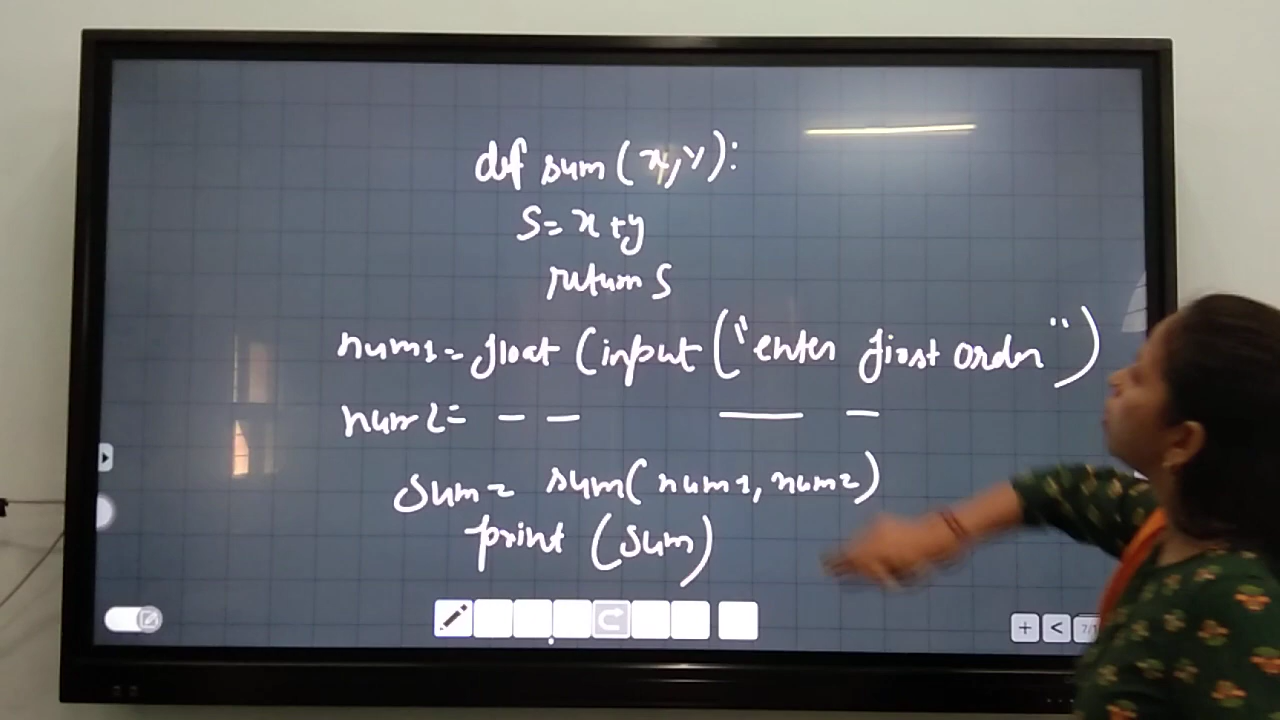 def sum(x,y):
S=x+y
return S
num1=float(input("enter first order")
num2= - - — -
sum= sum(num1,num2)
print (sum)